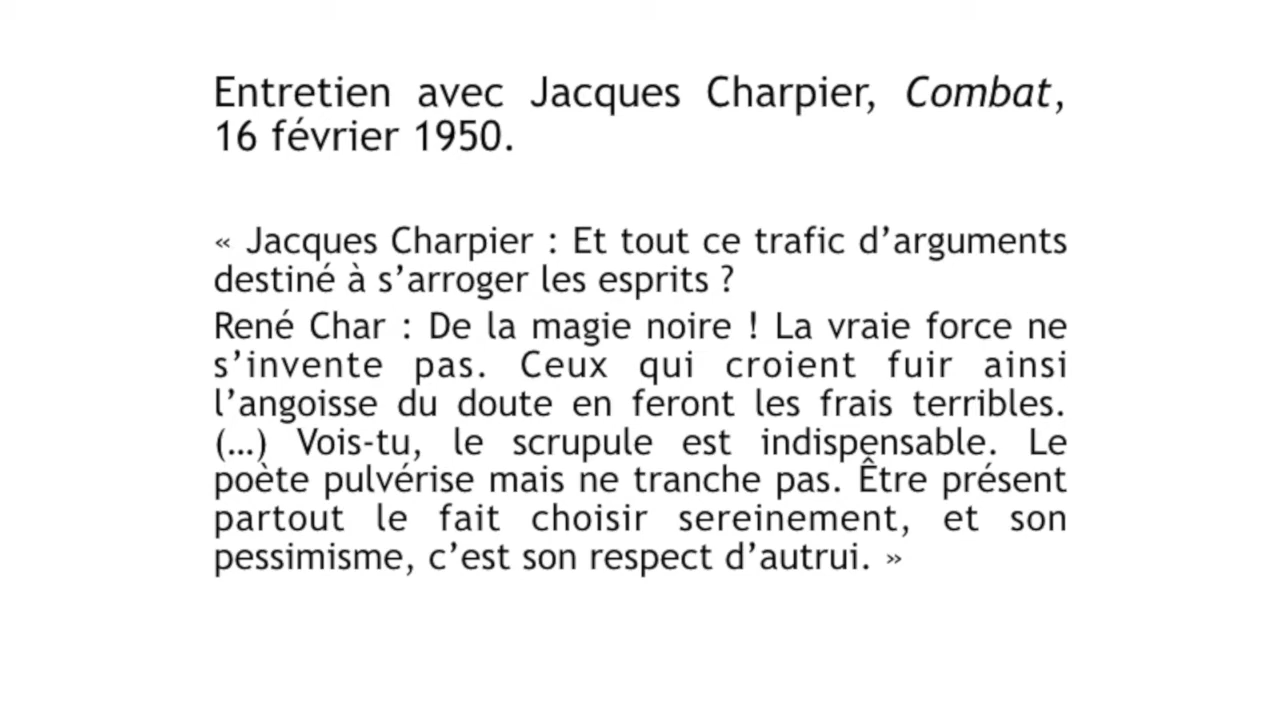 Entretien avec Jacques Charpier, Combat,
16 février 1950.
« Jacques Charpier : Et tout ce trafic d’arguments
destiné à s’arroger les esprits ?
René Char : De la magie noire ! La vraie force ne
s’invente pas. Ceux qui croient fuir ainsi
l’angoisse du doute en feront les frais terribles.
(…) Vois-tu, le scrupule est indispensable. Le
poète pulvérise mais ne tranche pas. Être présent
partout le fait choisir sereinement, et son
pessimisme, c’est son respect d’autrui. »